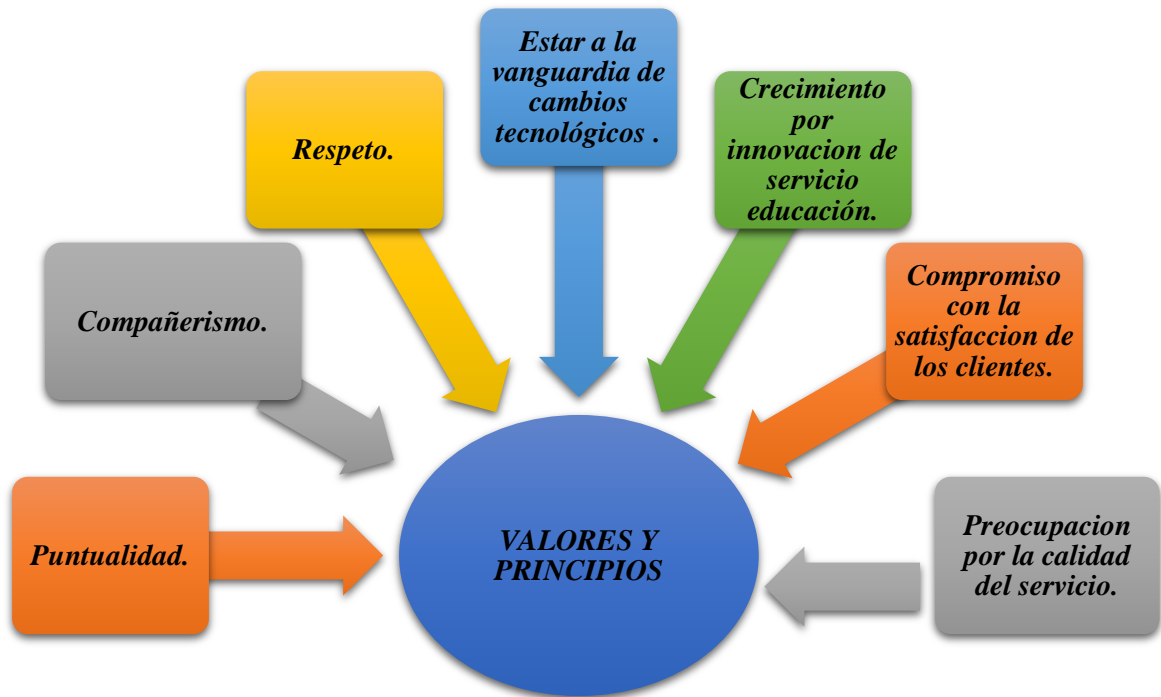 Estar a la
vanguardia de
cambios
tecnológicos .
Respeto.
Crecimiento
por
innovacion de
servicio
educación.
Compañerismo.
Compromiso
con la
satisfaccion de
los clientes.
Puntualidad.
VALORES Y
PRINCIPIOS
Preocupacion
por la calidad
del servicio.